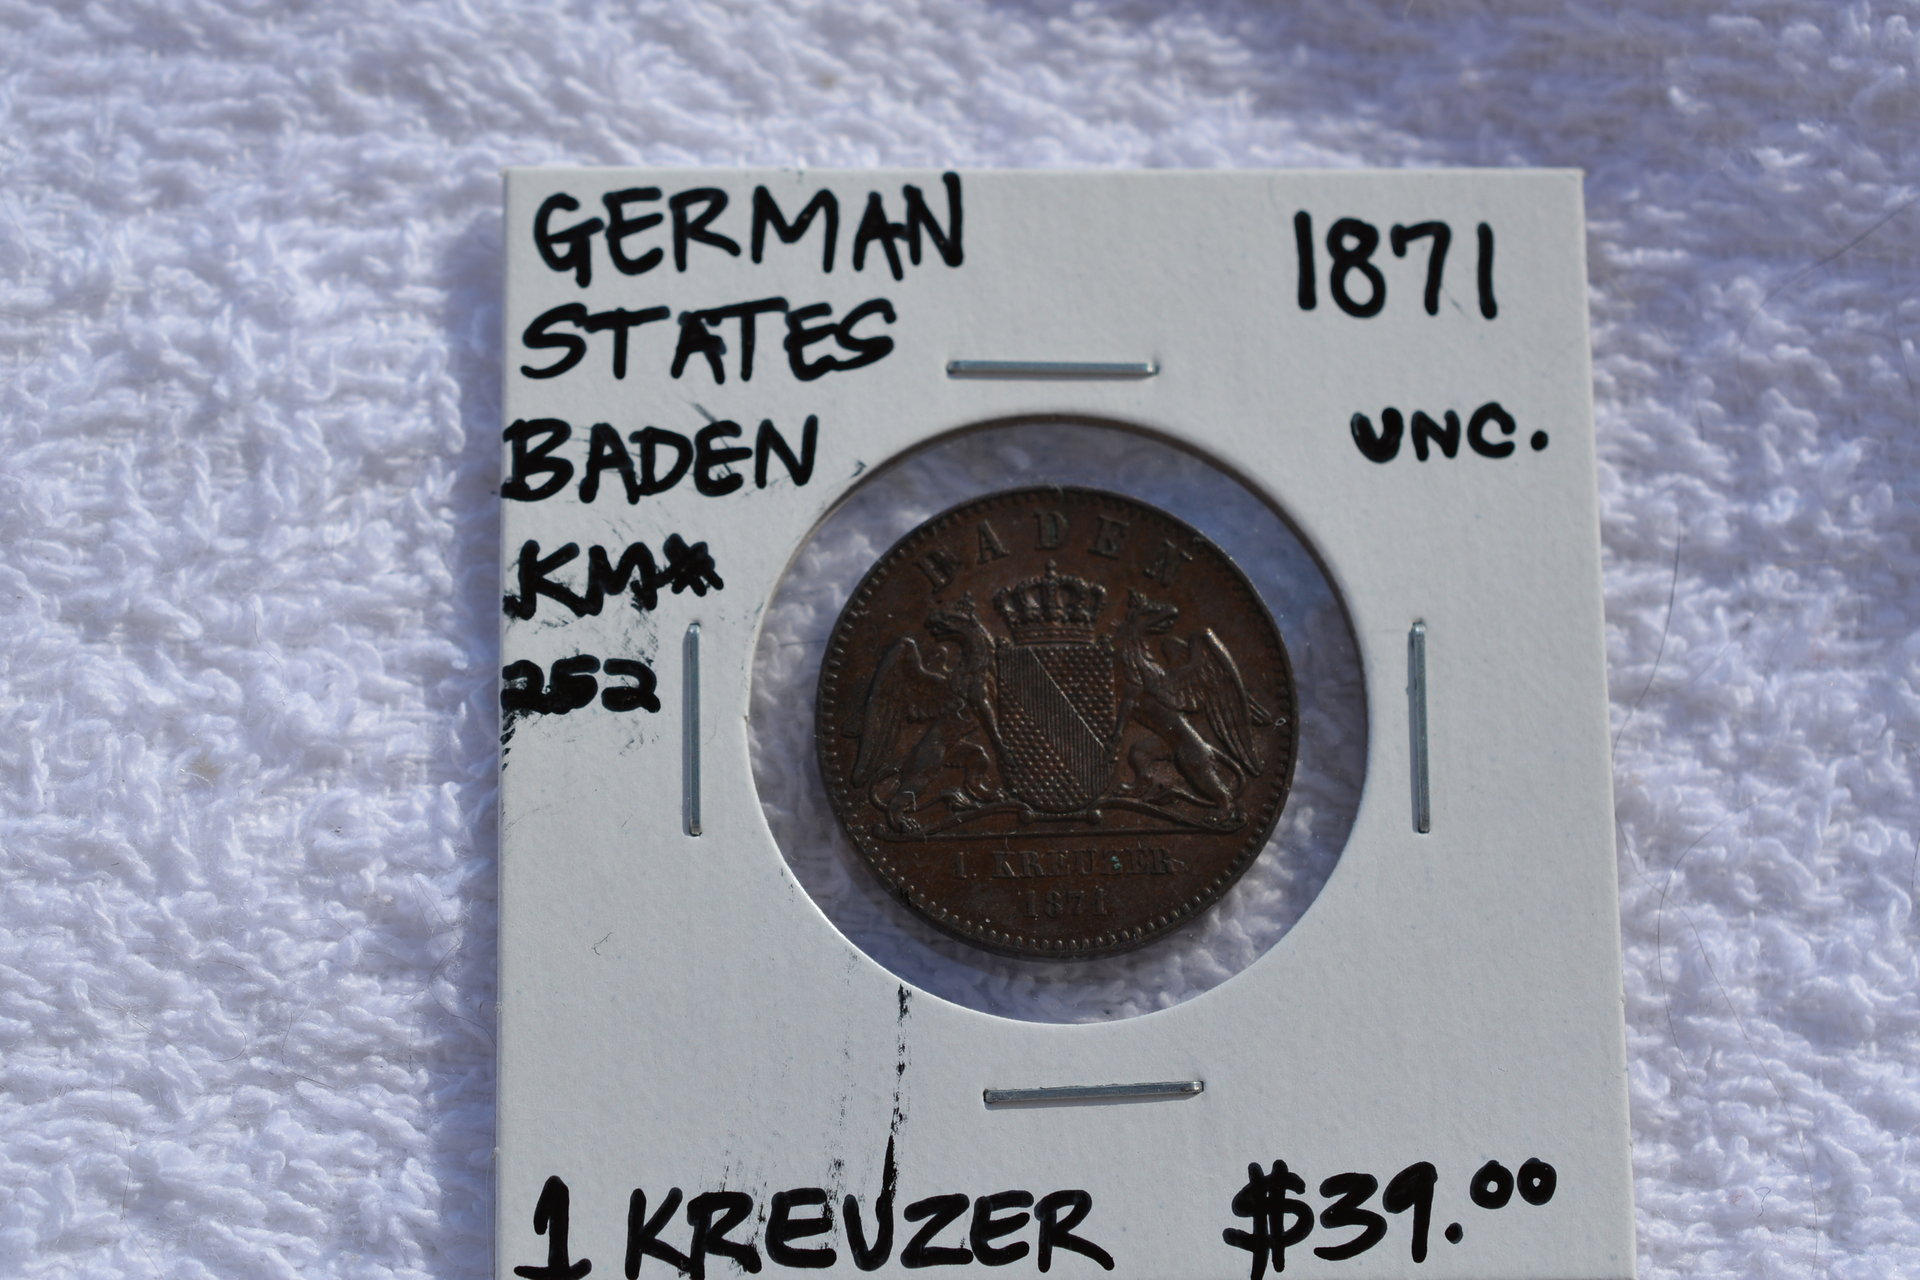 GERMAN
STATES
BADEN
KM*
252
1871
UNC.
BADEN
1 KREUZER
1871
1 KREUZER
$39.00